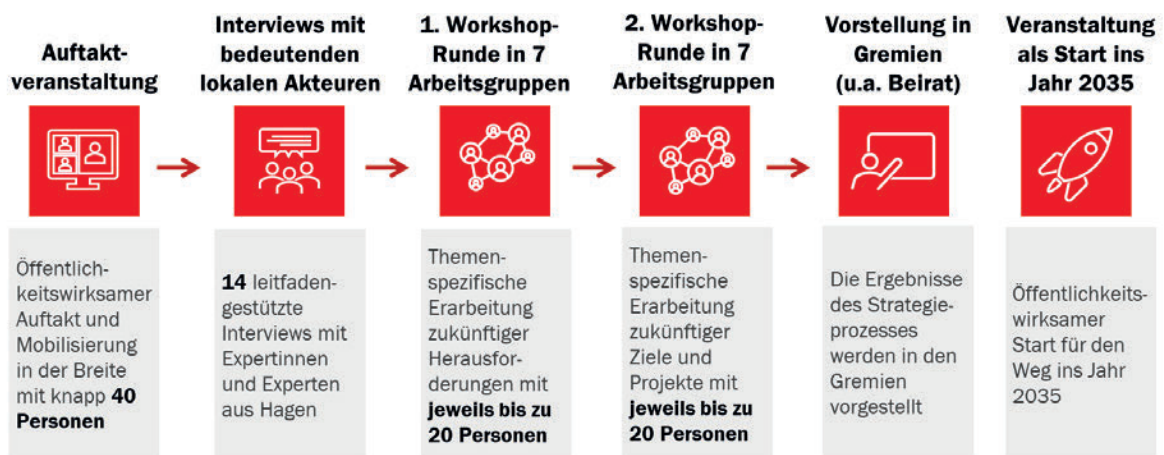 Auftakt-
veranstaltung
Öffentlich-
keitswirksamer
Auftakt und
Mobilisierung
in der Breite
mit knapp 40
Personen
Interviews mit
bedeutenden
lokalen Akteuren
14 leitfaden-
gestützte
Interviews mit
Expertinnen
und Experten
aus Hagen
1. Workshop-
Runde in 7
Arbeitsgruppen
Themen-
spezifische
Erarbeitung
zukünftiger
Herausfor-
derungen mit
jeweils bis zu
20 Personen
2. Workshop-
Runde in 7
Arbeitsgruppen
Themen-
spezifische
Erarbeitung
zukünftiger
Ziele und
Projekte mit
jeweils bis zu
20 Personen
Vorstellung in
Gremien
(u.a. Beirat)
Die Ergebnisse
des Strategie-
prozesses
werden in den
Gremien
vorgestellt
Veranstaltung
als Start ins
Jahr 2035
Öffentlichkeits-
wirksamer
Start für den
Weg ins Jahr
2035